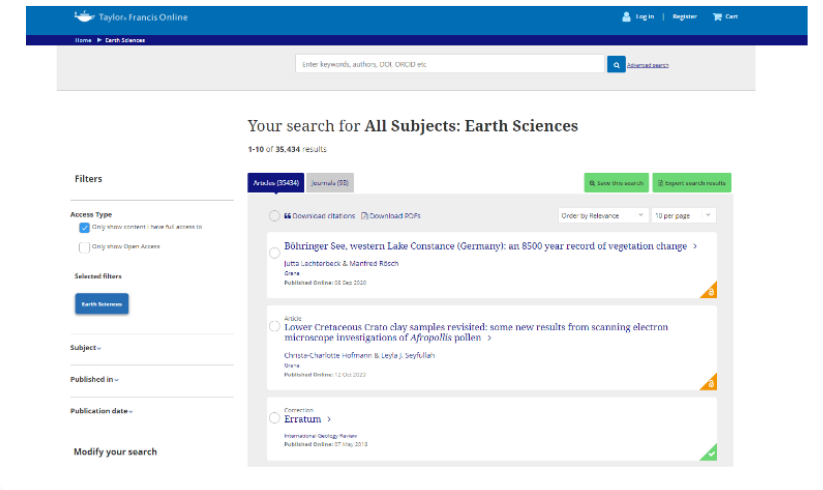 Taylor & Francis Online
Log in | Register Cart
Home Earth Sciences
Enter keywords, authors, DOI, ORCID etc
Advanced search
Your search for All Subjects: Earth Sciences
1-10 of 35,434 results
Filters
Articles (35434) Journals (55)
Save this search Export search results
Access Type
Only show content I have full access to
Only show Open Access
Selected filters
Earth Sciences
Subject
Published in
Publication date
Modify your search
Download citations Download PDFs
Order by Relevance 10 per page
Böhringer See, western Lake Constance (Germany): an 8500 year record of vegetation change >
Jutta Lechterbeck & Manfred Rösch
Grana
Published Online: 08 Sep 2020
Article
Lower Cretaceous Crato clay samples revisited: some new results from scanning electron
microscope investigations of Afropollis pollen >
Christa-Charlotte Hofmann & Leyla J. Seyfullah
Grana
Published Online: 12 Oct 2020
Correction
Erratum >
International Geology Review
Published Online: 07 May 2019